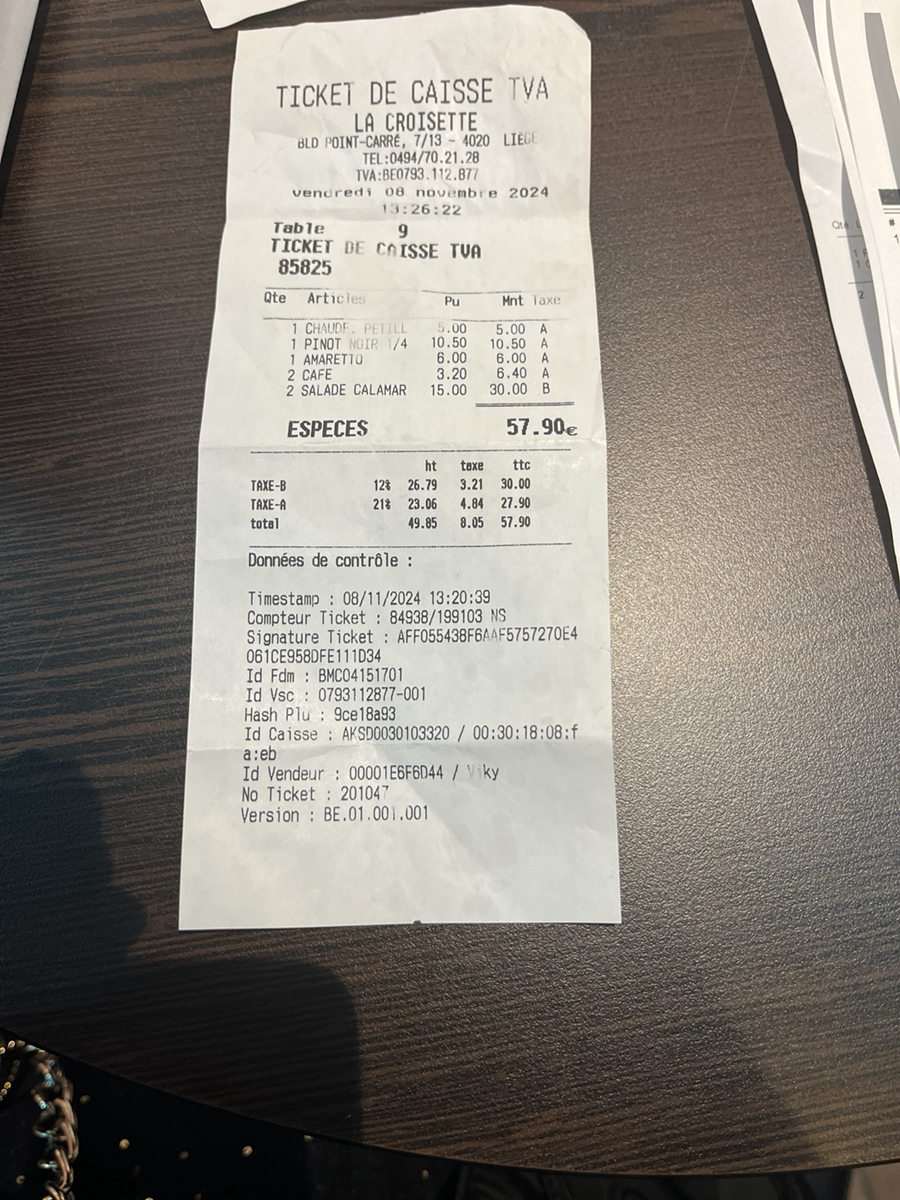 TICKET DE CAISSE TVA
LA CROISETTE
BLD POINT-CARRÉ, 7/13 - 4020 LIÈGE
TEL:0494/70.21.28
TVA:BE0793.112.877
vendredi 08 novembre 2024
13:26:22
Table 9
TICKET DE CAISSE TVA
85825
Qte Articles Pu Mnt Taxe
1 CHAUDF. PETILL 5.00 5.00 A
1 PINOT NOIR 1/4 10.50 10.50 A
1 AMARETTO 6.00 6.00 A
2 CAFE 3.20 6.40 A
2 SALADE CALAMAR 15.00 30.00 B
ESPECES 57.90€
ht taxe ttc
TAXE-B 12% 26.79 3.21 30.00
TAXE-A 21% 23.06 4.84 27.90
total 49.85 8.05 57.90
Données de contrôle :
Timestamp : 08/11/2024 13:20:39
Compteur Ticket : 84938/199103 NS
Signature Ticket : AFF055438F6AAF5757270E4
061CE958DFE111D34
Id Fdm : BMC04151701
Id Vsc : 0793112877-001
Hash Plu : 9ce18a93
Id Caisse : AKSD0030103320 / 00:30:18:08:f
a:eb
Id Vendeur : 00001E6F6D44 / Viky
No Ticket : 201047
Version : BE.01.001.001